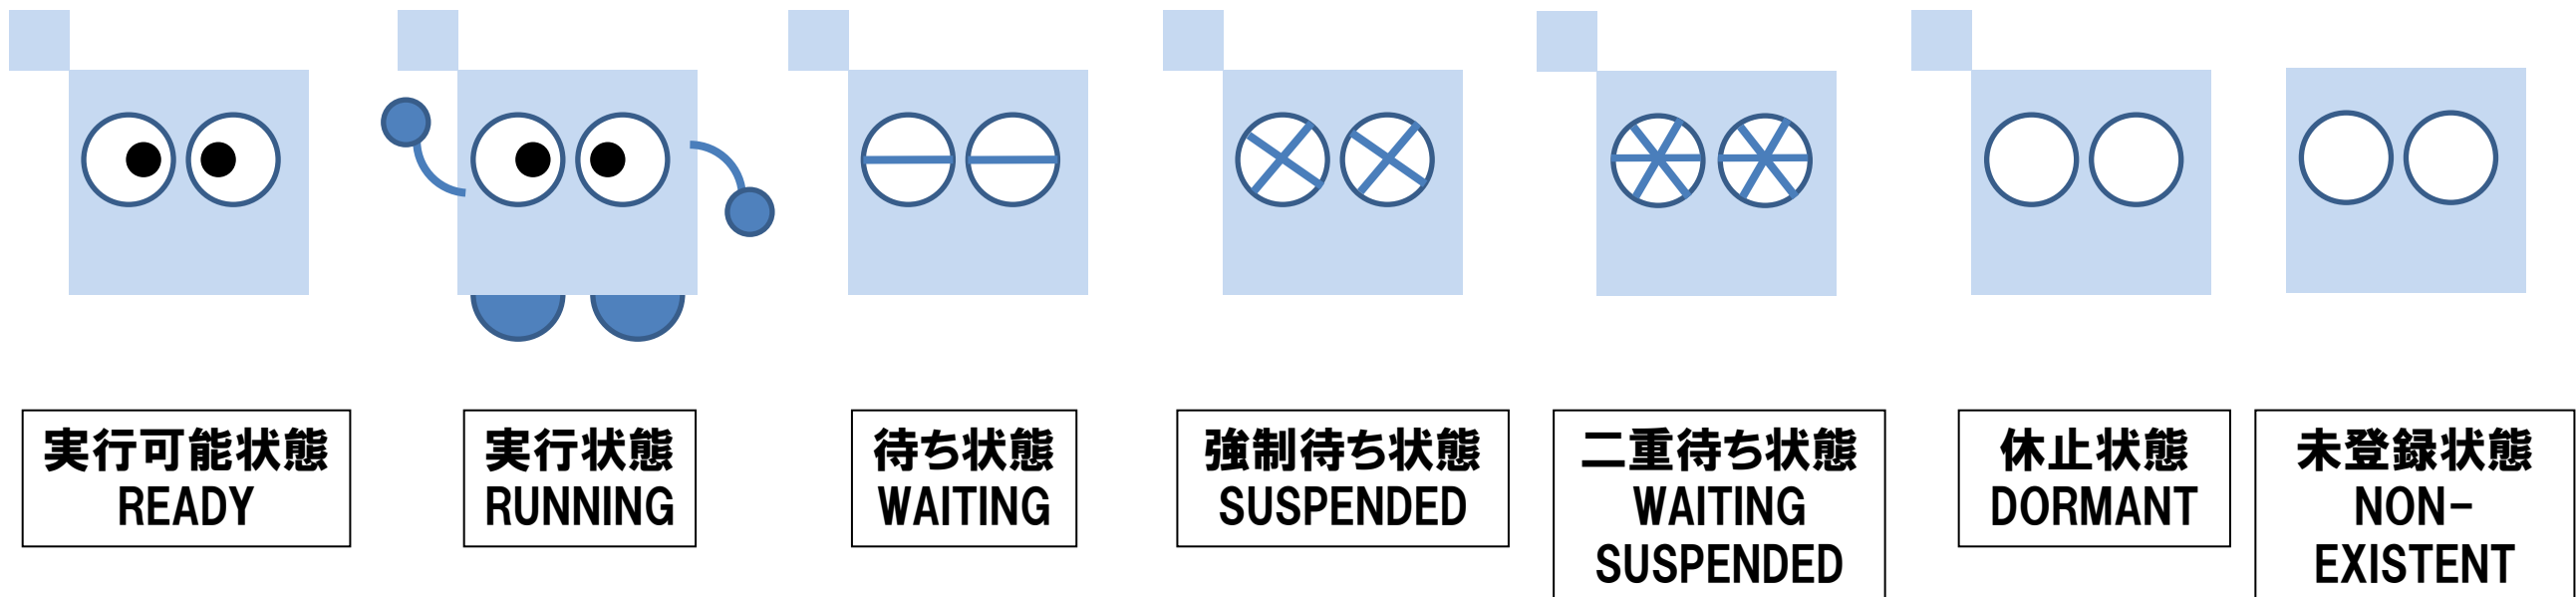 実行可能状態
READY
実行状態
RUNNING
待ち状態
WAITING
強制待ち状態
SUSPENDED
二重待ち状態
WAITING
SUSPENDED
休止状態
DORMANT
未登録状態
NON-
EXISTENT